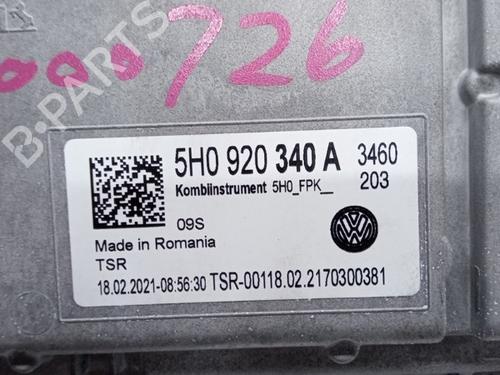 000726
B-PARTS
5H0 920 340 A 3460
Kombiinstrument 5H0_FPK__ 203
09S
Made in Romania
TSR
18.02.2021-08:56:30 TSR-00118.02.2170300381